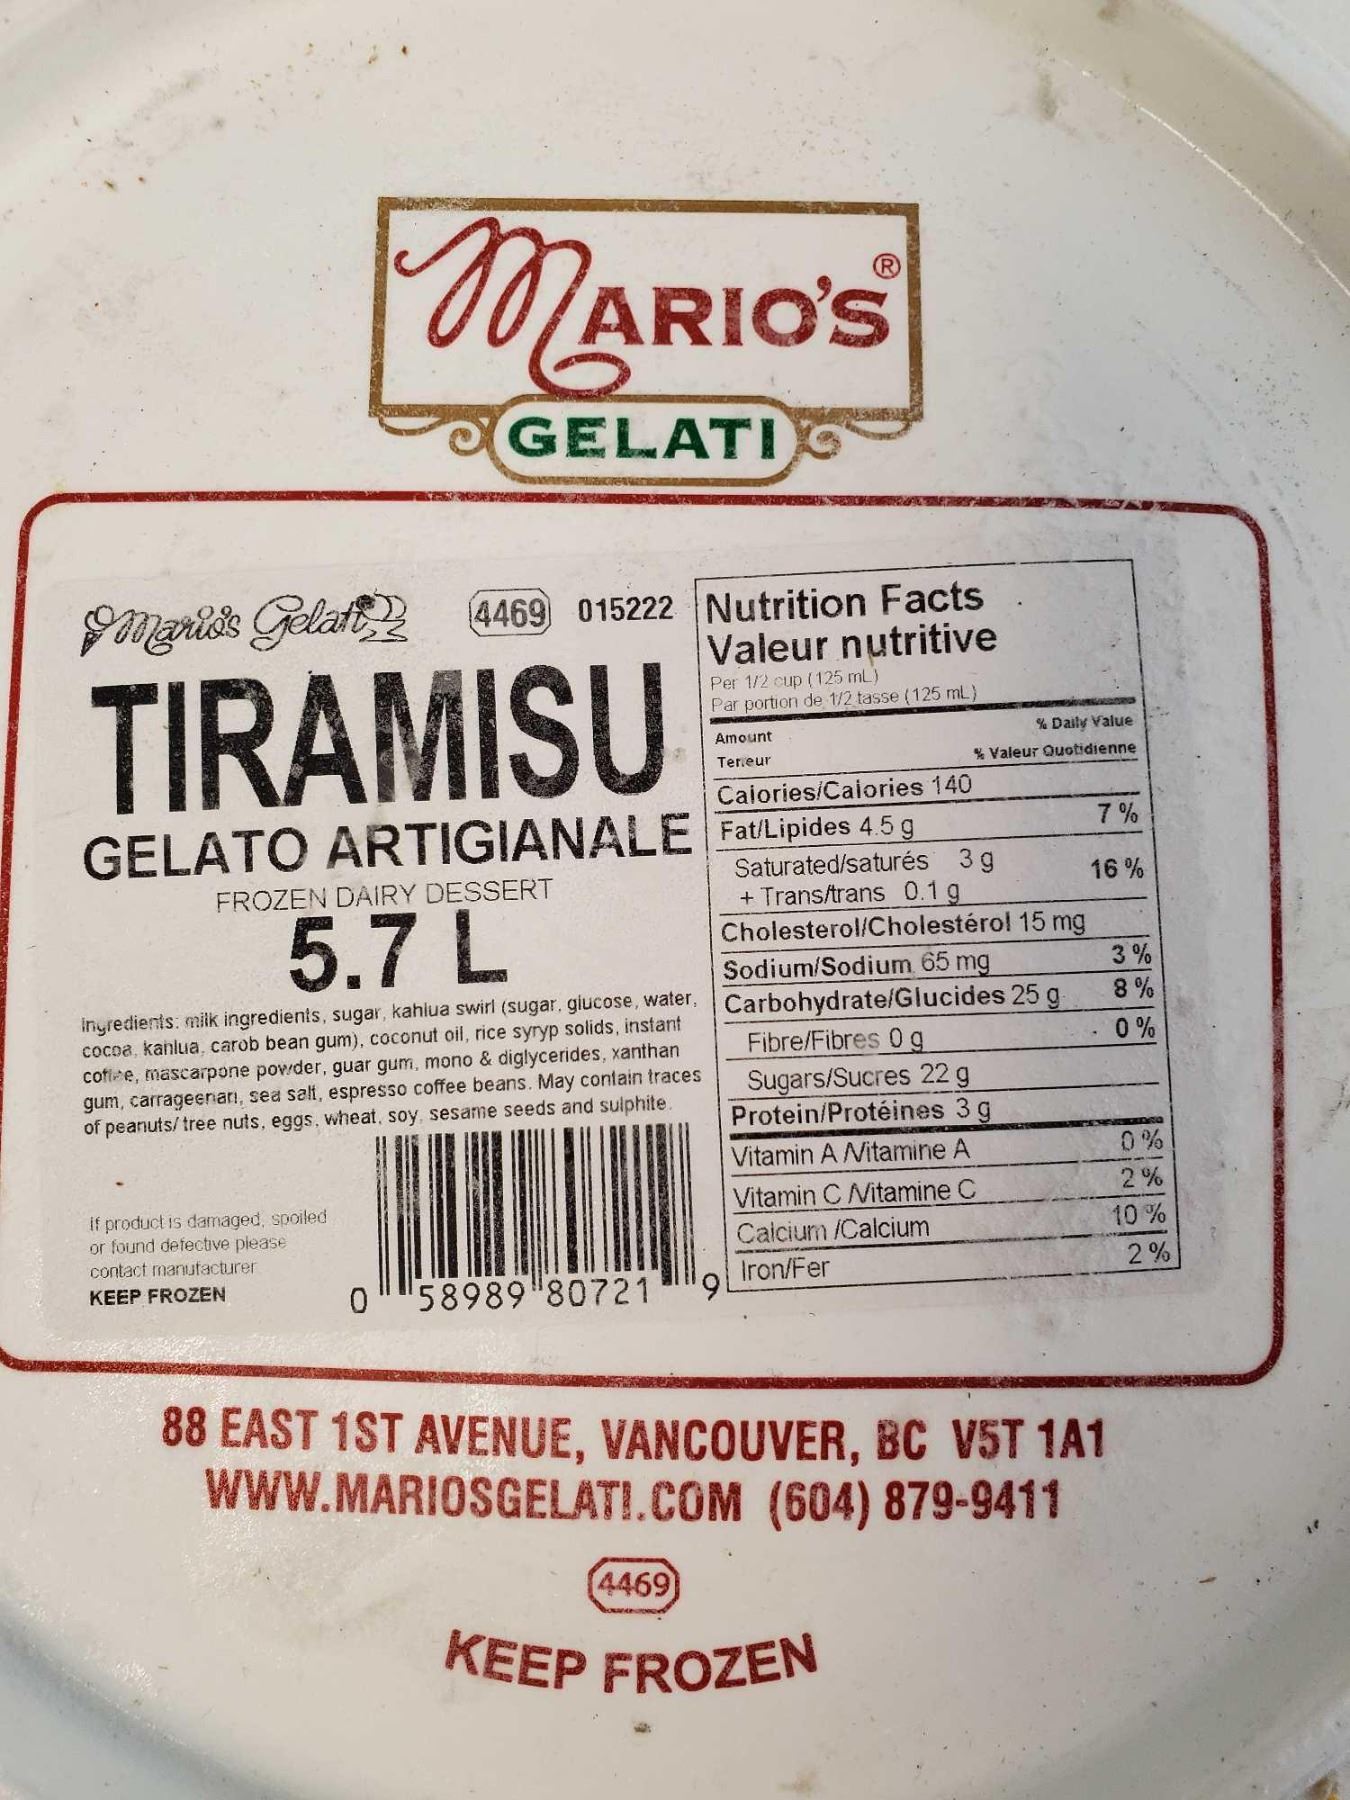 MARIO'S®
GELATI
Mario's Gelati 4469 015222
TIRAMISU
GELATO ARTIGIANALE
FROZEN DAIRY DESSERT
5.7 L
Ingredients: milk ingredients, sugar, kahlua swirl (sugar, glucose, water,
cocoa, kahlua, carob bean gum), coconut oil, rice syryp solids, instant
coffee, mascarpone powder, guar gum, mono & diglycerides, xanthan
gum, carrageenan, sea salt, espresso coffee beans. May contain traces
of peanuts/ tree nuts, eggs, wheat, soy, sesame seeds and sulphite.
If product is damaged, spoiled
or found defective please
contact manufacturer
KEEP FROZEN
0 58989 80721 9
Nutrition Facts
Valeur nutritive
Per 1/2 cup (125 mL)
Par portion de 1/2 tasse (125 mL)
Amount % Daily Value
Teneur % Valeur Quotidienne
Calories/Calories 140
Fat/Lipides 4.5 g 7 %
Saturated/saturés 3 g 16 %
+ Trans/trans 0.1 g
Cholesterol/Cholestérol 15 mg
Sodium/Sodium 65 mg 3 %
Carbohydrate/Glucides 25 g 8 %
Fibre/Fibres 0 g 0 %
Sugars/Sucres 22 g
Protein/Protéines 3 g
Vitamin A /Vitamine A 0 %
Vitamin C /Vitamine C 2 %
Calcium /Calcium 10 %
Iron/Fer 2 %
88 EAST 1ST AVENUE, VANCOUVER, BC V5T 1A1
WWW.MARIOSGELATI.COM (604) 879-9411
4469
KEEP FROZEN